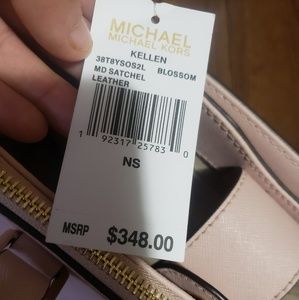 MICHAEL
MICHAEL KORS
KELLEN
38T8YSOS2L BLOSSOM
MD SATCHEL
LEATHER
1 92317 25783 0
NS
MSRP $348.00